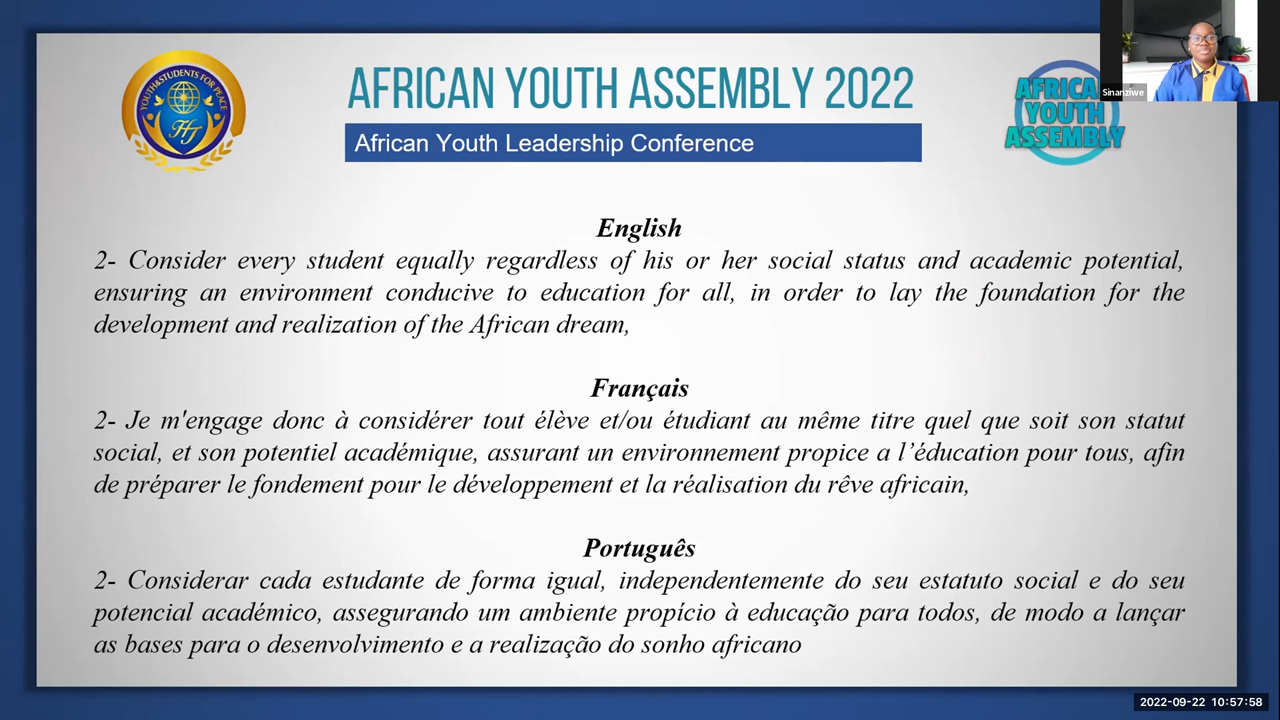 YOUTH&STUDENTS FOR PEACE
HJ
AFRICAN YOUTH ASSEMBLY 2022
African Youth Leadership Conference
AFRICA
YOUTH
ASSEMBLY
Sinanziwe
English
2- Consider every student equally regardless of his or her social status and academic potential,
ensuring an environment conducive to education for all, in order to lay the foundation for the
development and realization of the African dream,
Français
2- Je m'engage donc à considérer tout élève et/ou étudiant au même titre quel que soit son statut
social, et son potentiel académique, assurant un environnement propice a l’éducation pour tous, afin
de préparer le fondement pour le développement et la réalisation du rêve africain,
Português
2- Considerar cada estudante de forma igual, independentemente do seu estatuto social e do seu
potencial académico, assegurando um ambiente propício à educação para todos, de modo a lançar
as bases para o desenvolvimento e a realização do sonho africano
2022-09-22 10:57:58